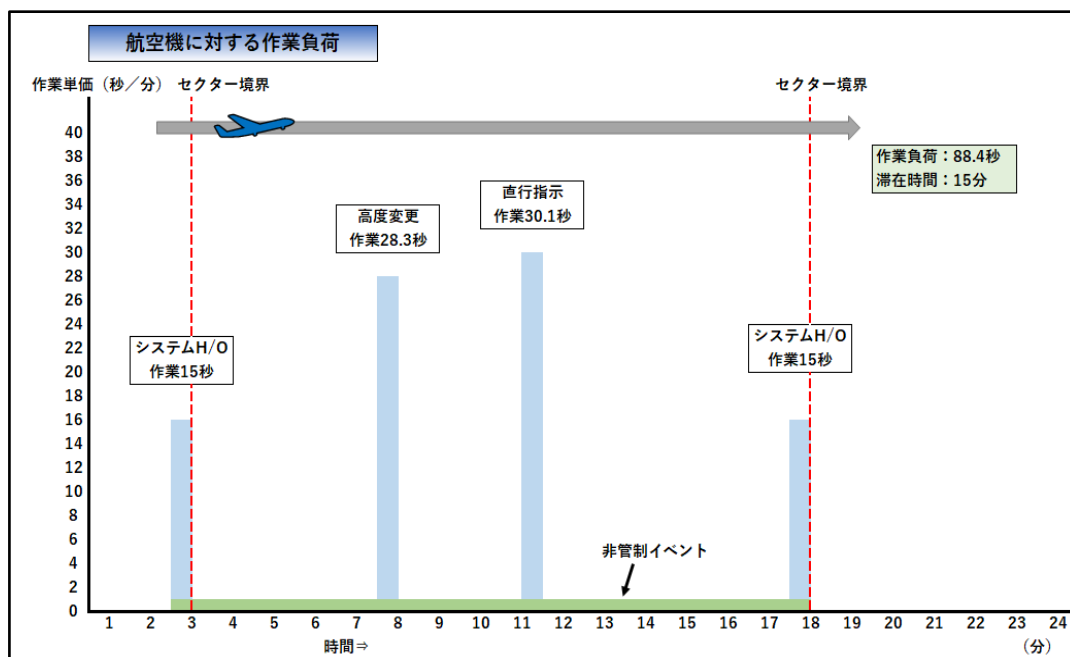 航空機に対する作業負荷
作業単価（秒／分）
セクター境界
セクター境界
40
38
36
34
32
30
28
26
24
22
20
18
16
14
12
10
8
6
4
2
0
作業負荷：88.4秒
滞在時間：15分
直行指示
作業30.1秒
高度変更
作業28.3秒
システムH/O
作業15秒
システムH/O
作業15秒
非管制イベント
1 2 3 4 5 6 7 8 9 10 11 12 13 14 15 16 17 18 19 20 21 22 23 24
時間⇒
（分）